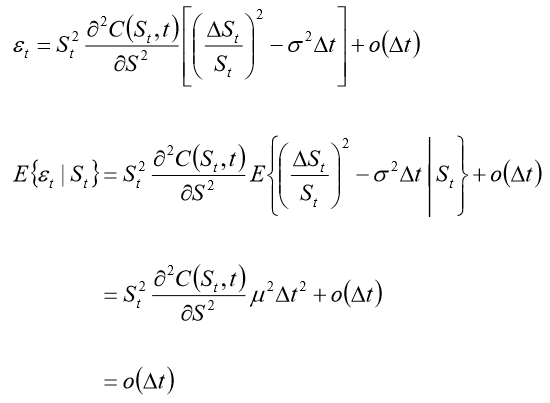 ε_t = S_t^2 ∂^2C(S_t,t)/∂S^2 [(ΔS_t/S_t)^2 − σ^2Δt] + o(Δt)
E{ε_t | S_t} = S_t^2 ∂^2C(S_t,t)/∂S^2 E{(ΔS_t/S_t)^2 − σ^2Δt | S_t} + o(Δt)
= S_t^2 ∂^2C(S_t,t)/∂S^2 μ^2Δt^2 + o(Δt)
= o(Δt)